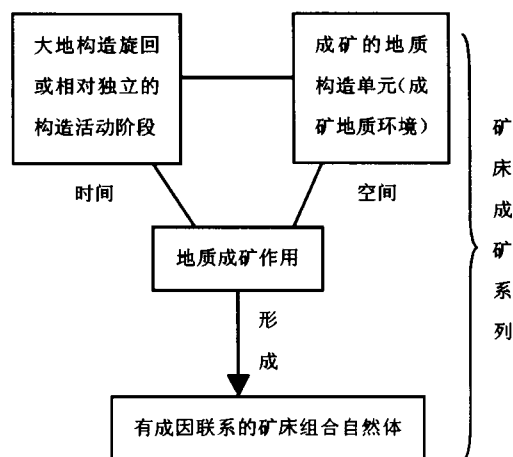 大地构造旋回
或相对独立的
构造活动阶段
成矿的地质
构造单元(成
矿地质环境)
时间
空间
地质成矿作用
形成
有成因联系的矿床组合自然体
矿床成矿系列